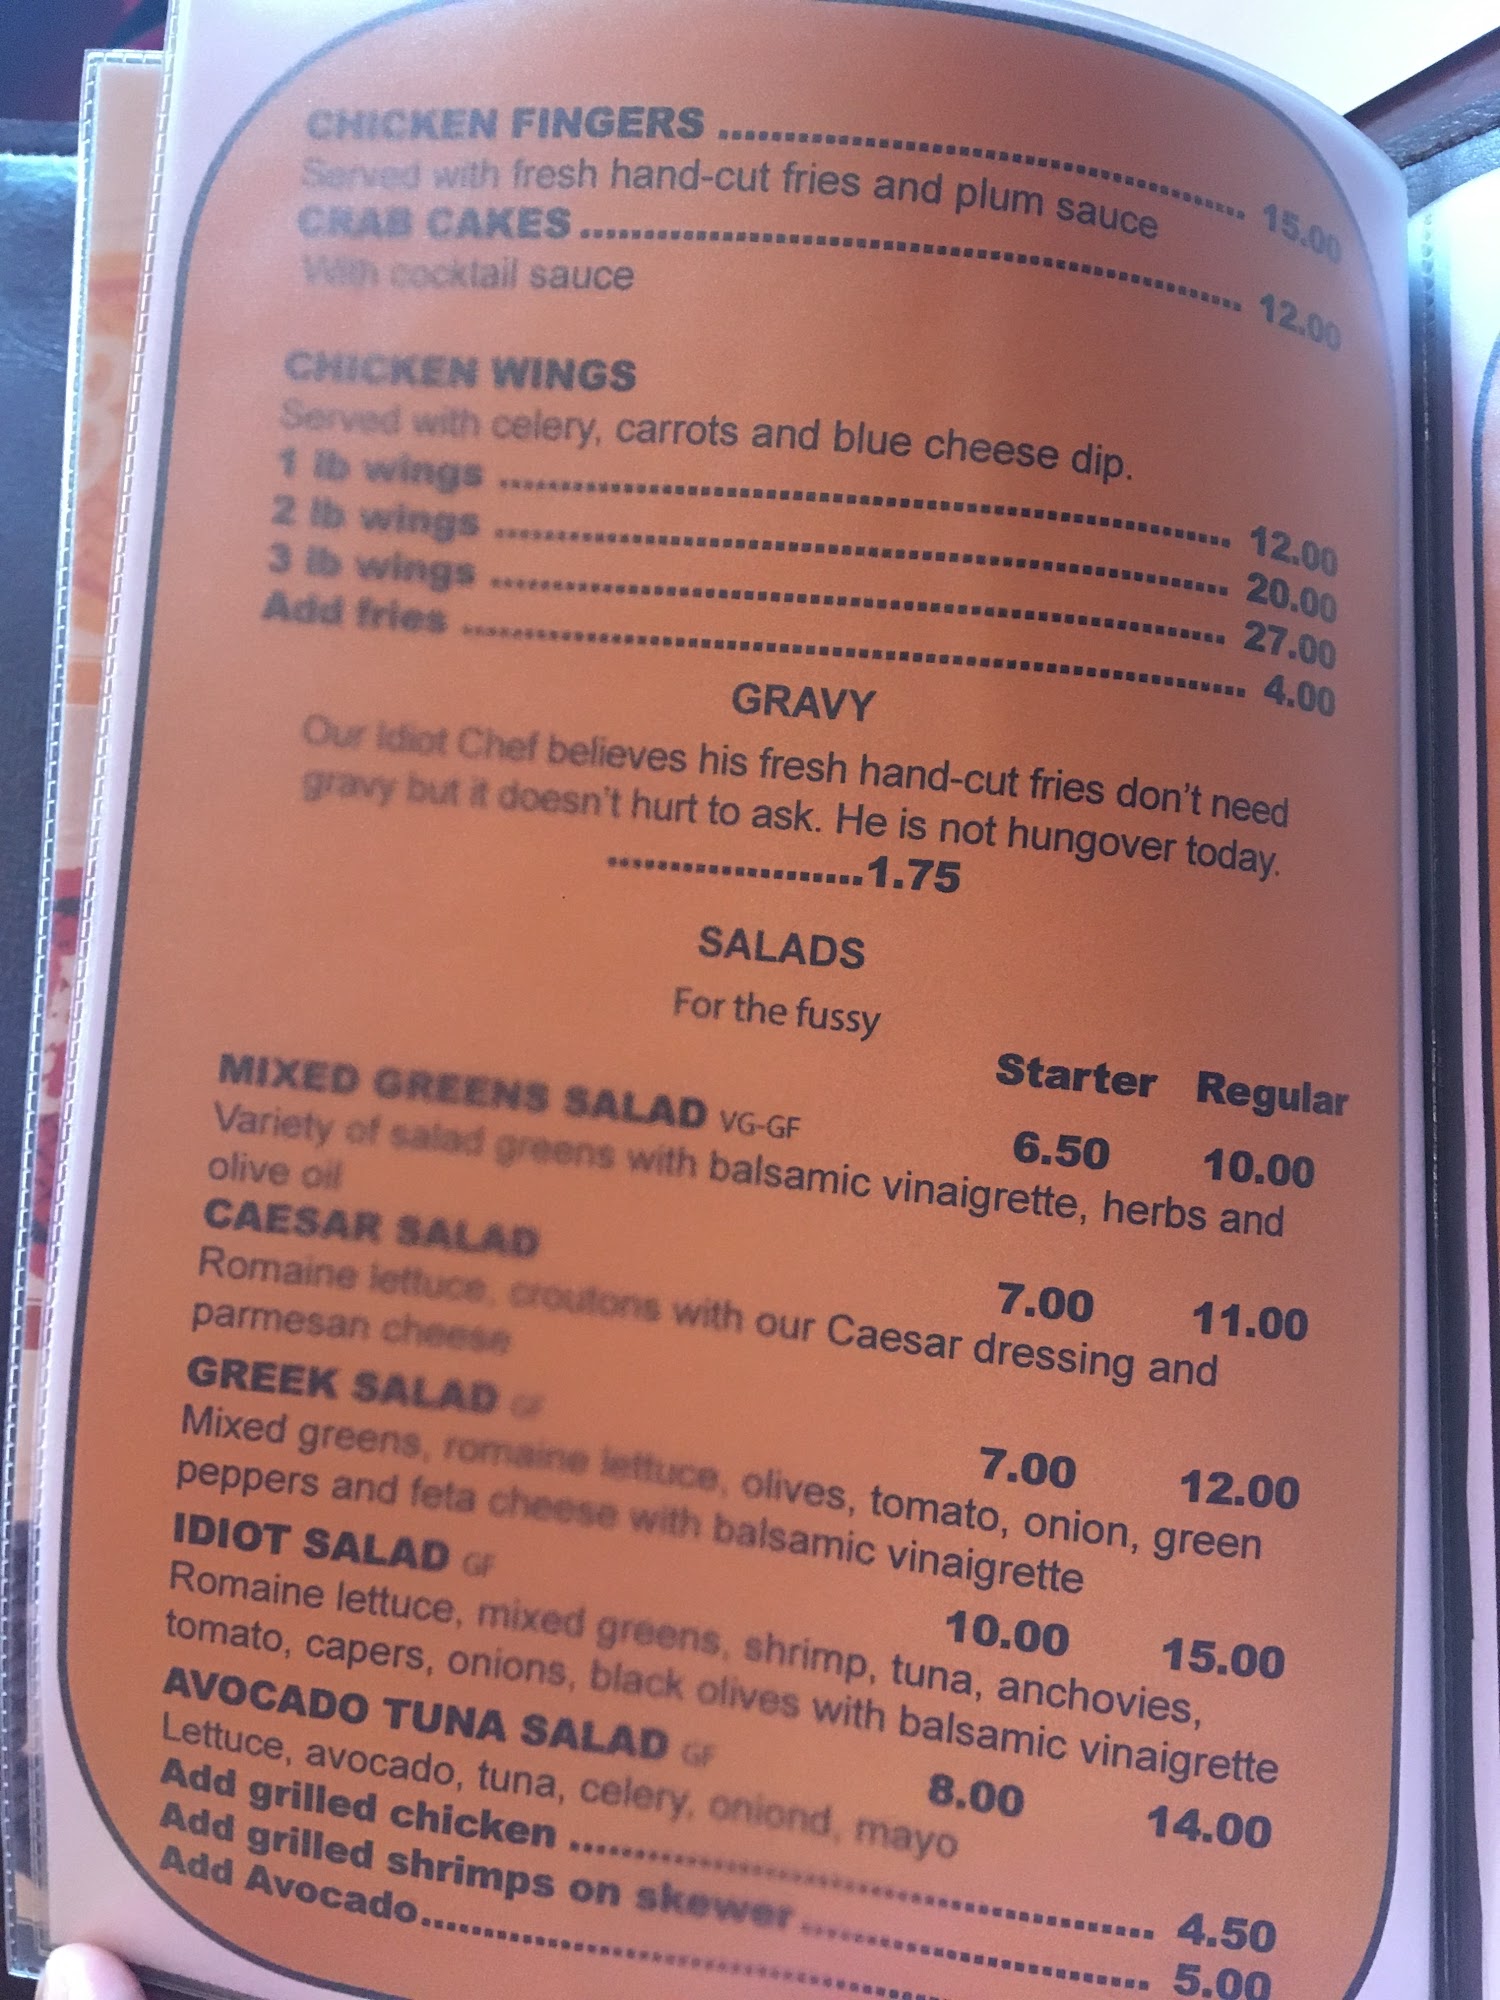 CHICKEN FINGERS ........................................ 15.00
Served with fresh hand-cut fries and plum sauce
CRAB CAKES .................................................. 12.00
With cocktail sauce
CHICKEN WINGS
Served with celery, carrots and blue cheese dip.
1 lb wings ........................................................ 12.00
2 lb wings ........................................................ 20.00
3 lb wings ........................................................ 27.00
Add fries ........................................................... 4.00
GRAVY
Our Idiot Chef believes his fresh hand-cut fries don't need
gravy but it doesn't hurt to ask. He is not hungover today.
....................1.75
SALADS
For the fussy
Starter Regular
MIXED GREENS SALAD VG-GF 6.50 10.00
Variety of salad greens with balsamic vinaigrette, herbs and
olive oil
CAESAR SALAD 7.00 11.00
Romaine lettuce, croutons with our Caesar dressing and
parmesan cheese
GREEK SALAD GF 7.00 12.00
Mixed greens, romaine lettuce, olives, tomato, onion, green
peppers and feta cheese with balsamic vinaigrette
IDIOT SALAD GF 10.00 15.00
Romaine lettuce, mixed greens, shrimp, tuna, anchovies,
tomato, capers, onions, black olives with balsamic vinaigrette
AVOCADO TUNA SALAD GF 8.00 14.00
Lettuce, avocado, tuna, celery, oniond, mayo
Add grilled chicken .............................................. 4.50
Add grilled shrimps on skewer ........................... 5.00
Add Avocado..........................................